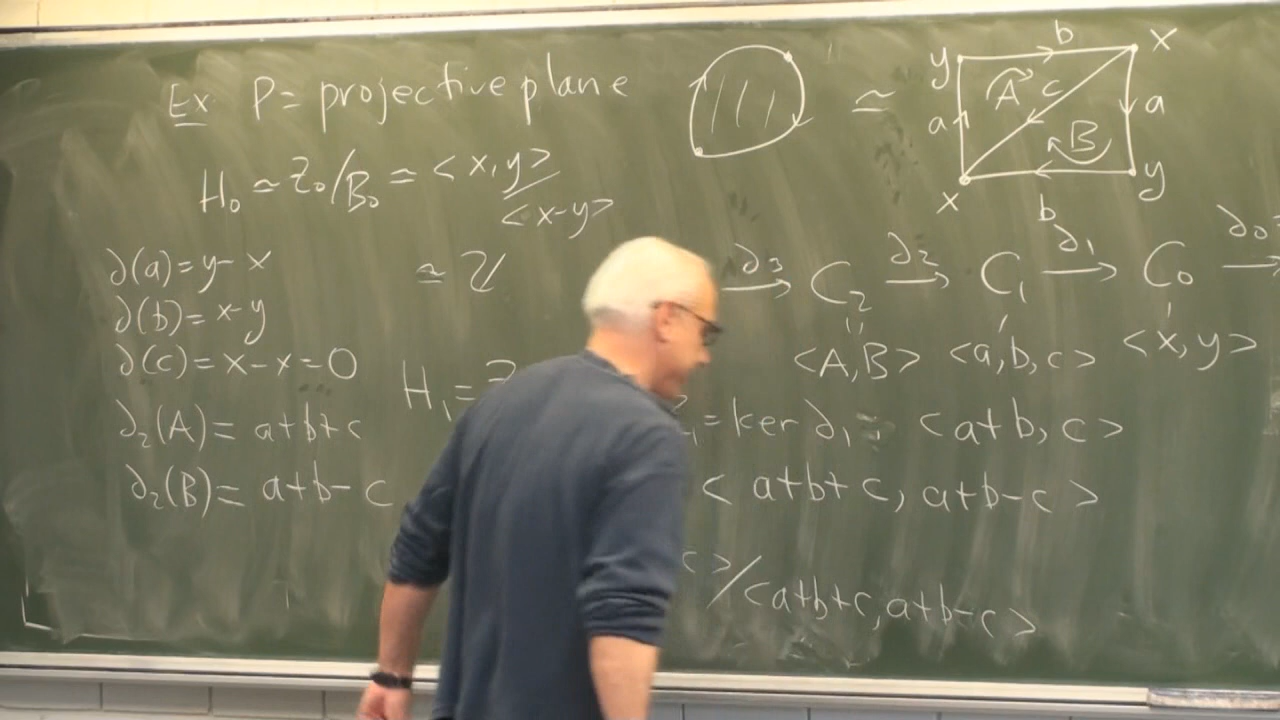 Ex P = projective plane
≃
y b x
A c a
a B
x b y
H₀ ≃ Z₀/B₀ ≃ <x,y>/<x-y>
≃ ℤ
∂(a) = y - x
∂(b) = x - y
∂(c) = x - x = 0
∂₂(A) = a+b+c
∂₂(B) = a+b-c
∂₃→ C₂ ∂₂→ C₁ ∂₁→ C₀ ∂₀→
<A,B> <a,b,c> <x,y>
H₁ =
= ker ∂₁ = <a+b, c>
<a+b+c, a+b-c>
c>/<a+b+c, a+b-c>